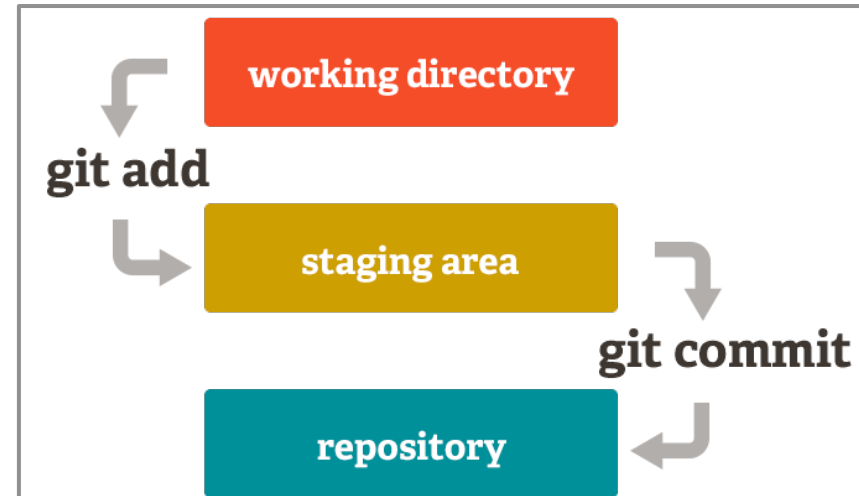 working directory
git add
staging area
git commit
repository